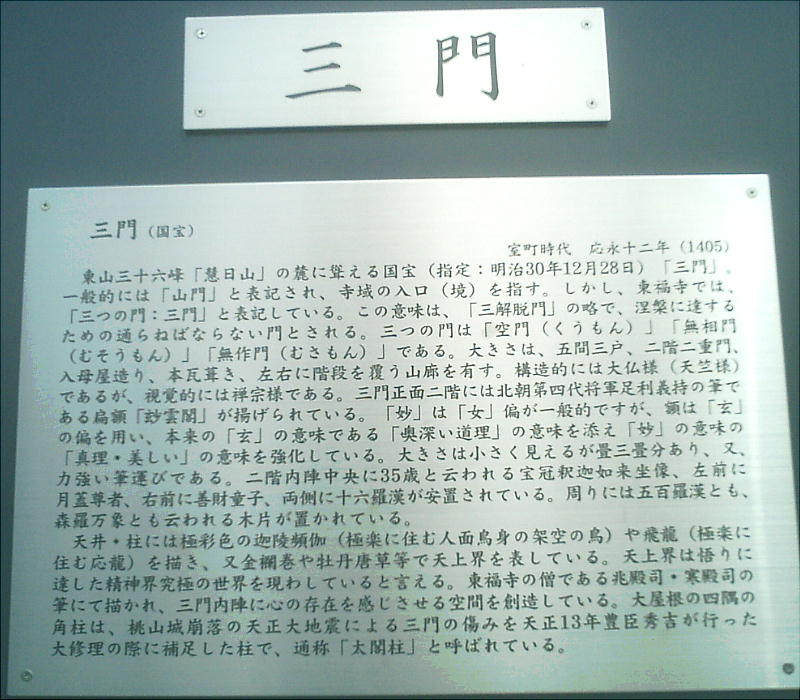 三門
三門（国宝）
室町時代　応永十二年（1405）
東山三十六峰「慧日山」の麓に聳える国宝（指定：明治30年12月28日）「三門」。
一般的には「山門」と表記され、寺域の入口（境）を指す。しかし、東福寺では、
「三つの門：三門」と表記している。この意味は、「三解脱門」の略で、涅槃に達する
ための通らねばならない門とされる。三つの門は「空門（くうもん）」「無相門
（むそうもん）」「無作門（むさもん）」である。大きさは、五間三戸、二階二重門、
入母屋造り、本瓦葺き、左右に階段を覆う山廊を有す。構造的には大仏様（天竺様）
であるが、視覚的には禅宗様である。三門正面二階には北朝第四代将軍足利義持の筆で
ある扁額「玅雲閣」が揚げられている。「妙」は「女」偏が一般的ですが、額は「玄」
の偏を用い、本来の「玄」の意味である「奥深い道理」の意味を添え「妙」の意味の
「真理・美しい」の意味を強化している。大きさは小さく見えるが畳三畳分あり、又、
力強い筆運びである。二階内陣中央に35歳と云われる宝冠釈迦如来坐像、左前に
月蓋尊者、右前に善財童子、両側に十六羅漢が安置されている。周りには五百羅漢とも、
森羅万象とも云われる木片が置かれている。
天井・柱には極彩色の迦陵頻伽（極楽に住む人面鳥身の架空の鳥）や飛龍（極楽に
住む応龍）を描き、又金欄巻や牡丹唐草等で天上界を表している。天上界は悟りに
達した精神界究極の世界を現わしていると言える。東福寺の僧である兆殿司・寒殿司の
筆にて描かれ、三門内陣に心の存在を感じさせる空間を創造している。大屋根の四隅の
角柱は、桃山城崩落の天正大地震による三門の傷みを天正13年豊臣秀吉が行った
大修理の際に補足した柱で、通称「太閤柱」と呼ばれている。